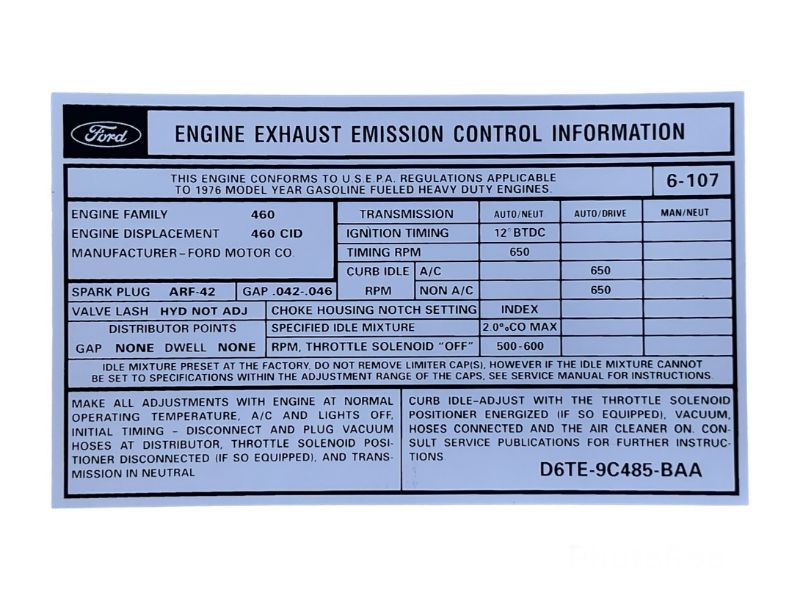 Ford ENGINE EXHAUST EMISSION CONTROL INFORMATION
THIS ENGINE CONFORMS TO U.S.E.P.A. REGULATIONS APPLICABLE
TO 1976 MODEL YEAR GASOLINE FUELED HEAVY DUTY ENGINES.
6-107
ENGINE FAMILY 460
ENGINE DISPLACEMENT 460 CID
MANUFACTURER-FORD MOTOR CO.
SPARK PLUG ARF-42 GAP .042-.046
TRANSMISSION AUTO/NEUT AUTO/DRIVE MAN/NEUT
IGNITION TIMING 12° BTDC
TIMING RPM 650
CURB IDLE A/C 650
RPM NON A/C 650
VALVE LASH HYD NOT ADJ CHOKE HOUSING NOTCH SETTING INDEX
DISTRIBUTOR POINTS SPECIFIED IDLE MIXTURE 2.0%CO MAX
GAP NONE DWELL NONE RPM, THROTTLE SOLENOID "OFF" 500-600
IDLE MIXTURE PRESET AT THE FACTORY. DO NOT REMOVE LIMITER CAP(S). HOWEVER IF THE IDLE MIXTURE CANNOT
BE SET TO SPECIFICATIONS WITHIN THE ADJUSTMENT RANGE OF THE CAPS, SEE SERVICE MANUAL FOR INSTRUCTIONS.
MAKE ALL ADJUSTMENTS WITH ENGINE AT NORMAL
OPERATING TEMPERATURE, A/C AND LIGHTS OFF,
INITIAL TIMING - DISCONNECT AND PLUG VACUUM
HOSES AT DISTRIBUTOR, THROTTLE SOLENOID POSI-
TIONER DISCONNECTED (IF SO EQUIPPED), AND TRANS-
MISSION IN NEUTRAL
CURB IDLE-ADJUST WITH THE THROTTLE SOLENOID
POSITIONER ENERGIZED (IF SO EQUIPPED), VACUUM,
HOSES CONNECTED AND THE AIR CLEANER ON. CON-
SULT SERVICE PUBLICATIONS FOR FURTHER INSTRUC-
TIONS
D6TE-9C485-BAA